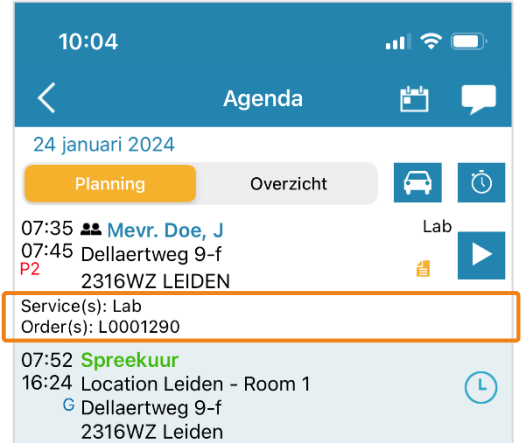 10:04
Agenda
24 januari 2024
Planning Overzicht
07:35 Mevr. Doe, J Lab
07:45 Dellaertweg 9-f
P2
2316WZ LEIDEN
Service(s): Lab
Order(s): L0001290
07:52 Spreekuur
16:24 Location Leiden - Room 1
G Dellaertweg 9-f
2316WZ Leiden